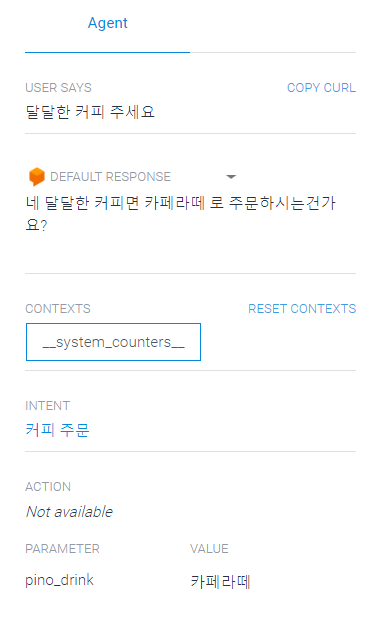 Agent
USER SAYS COPY CURL
달달한 커피 주세요
DEFAULT RESPONSE
네 달달한 커피면 카페라떼 로 주문하시는건가
요?
CONTEXTS RESET CONTEXTS
__system_counters__
INTENT
커피 주문
ACTION
Not available
PARAMETER VALUE
pino_drink 카페라떼